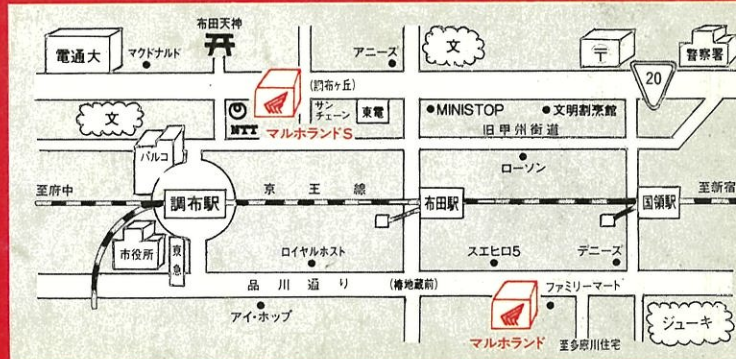 布田天神
電通大
マクドナルド
アニーズ
文
〒
警察署
20
(調布ヶ丘)
文
NTT
サン
チェーン
東電
マルホランドS
●MINISTOP
●文明割烹館
旧甲州街道
パルコ
ローソン
至府中
調布駅
京王線
布田駅
国領駅
至新宿
市役所
東急
ロイヤルホスト
スエヒロ5
デニーズ
品川通り
(椿地蔵前)
アイ・ホップ
マルホランド
ファミリーマート
至多摩川住宅
ジューキ